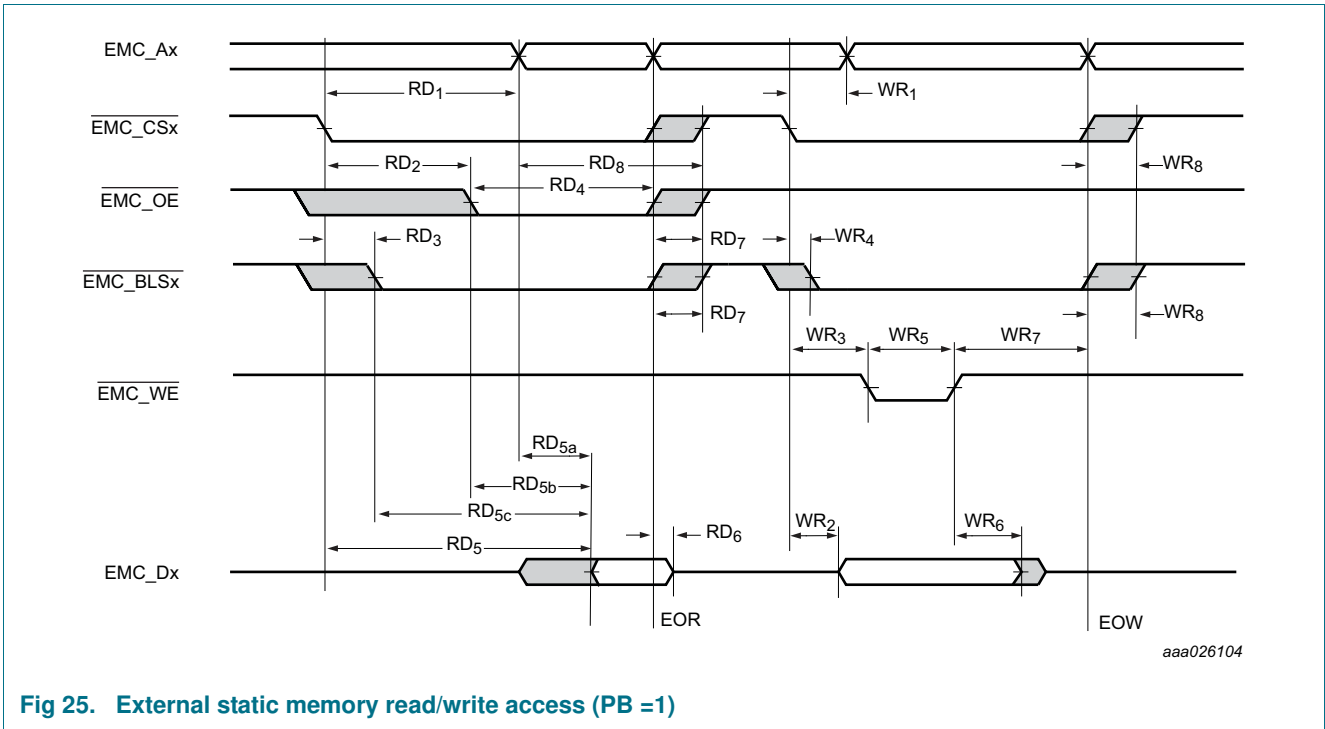 EMC_Ax
RD1
WR1
EMC_CSx
RD2
RD8
WR8
RD4
EMC_OE
RD3
RD7
WR4
EMC_BLSx
RD7
WR8
WR3
WR5
WR7
EMC_WE
RD5a
RD5b
RD5c
WR2
WR6
RD5
RD6
EMC_Dx
EOR
EOW
aaa026104
Fig 25. External static memory read/write access (PB =1)